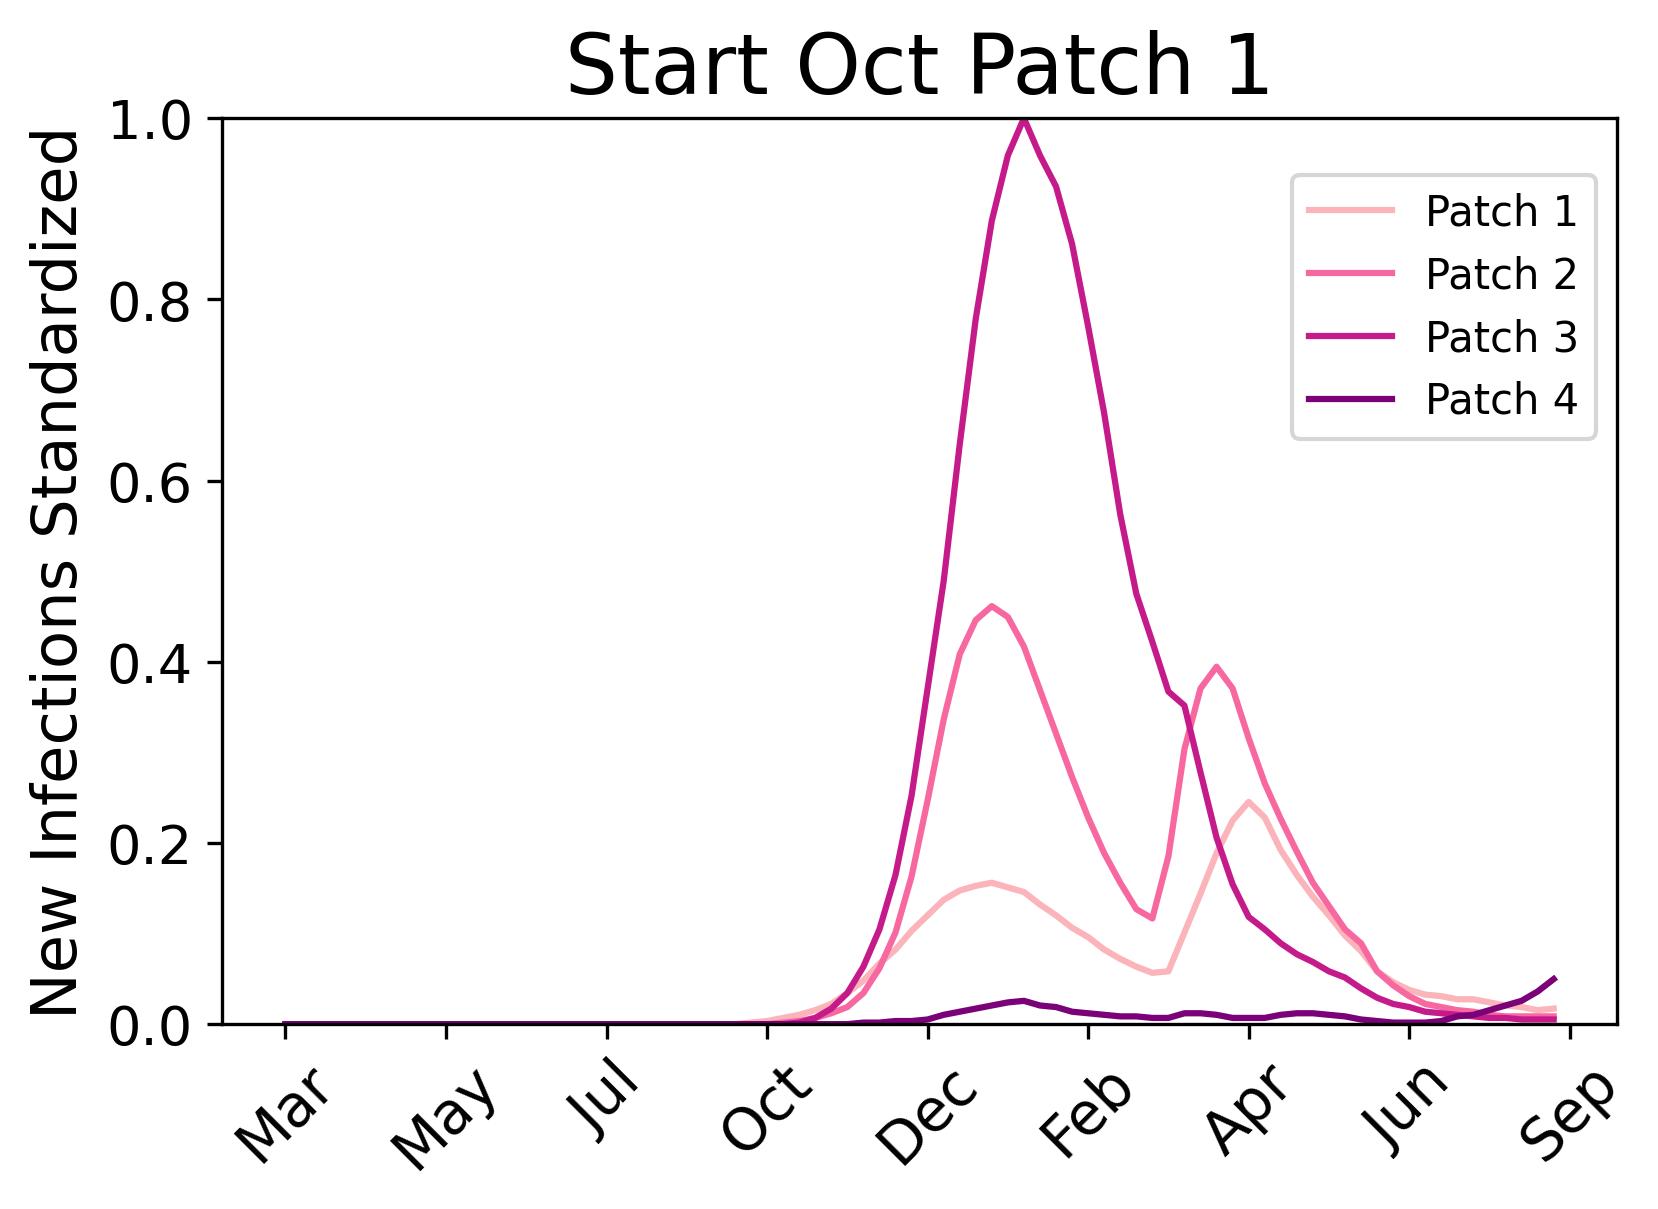 Start Oct Patch 1
New Infections Standardized
1.0
0.8
0.6
0.4
0.2
0.0
Patch 1
Patch 2
Patch 3
Patch 4
Mar
May
Jul
Oct
Dec
Feb
Apr
Jun
Sep